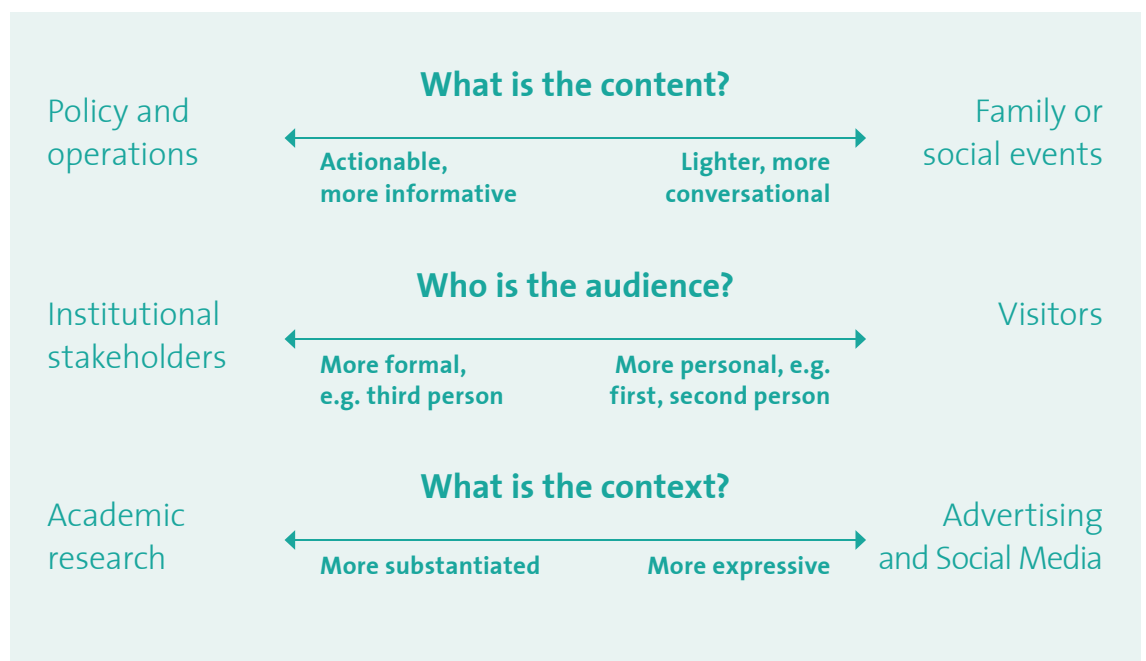 What is the content?
Policy and
operations
Actionable,
more informative
Lighter, more
conversational
Family or
social events
Who is the audience?
Institutional
stakeholders
More formal,
e.g. third person
More personal, e.g.
first, second person
Visitors
What is the context?
Academic
research
More substantiated
More expressive
Advertising
and Social Media